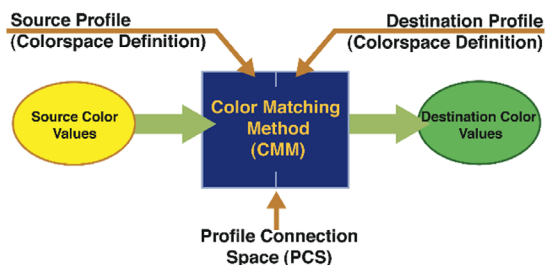 Source Profile
(Colorspace Definition)
Destination Profile
(Colorspace Definition)
Source Color
Values
Color Matching
Method
(CMM)
Destination Color
Values
Profile Connection
Space (PCS)